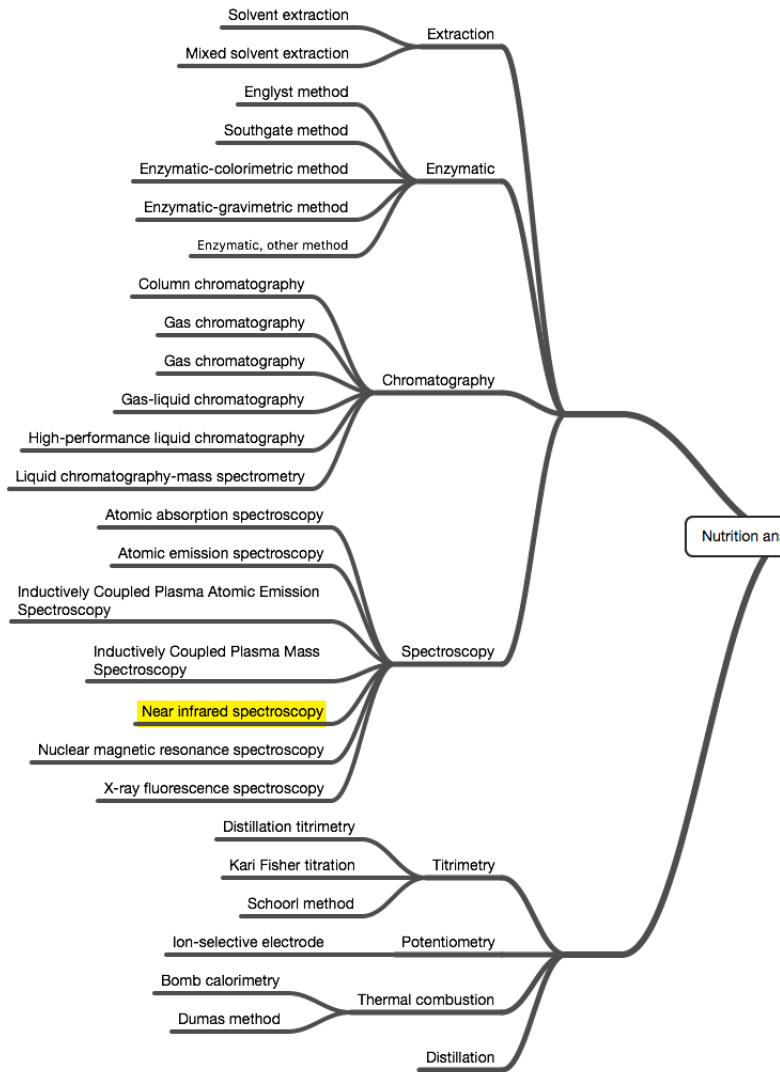 Solvent extraction
Mixed solvent extraction
Extraction
Englyst method
Southgate method
Enzymatic-colorimetric method
Enzymatic-gravimetric method
Enzymatic, other method
Enzymatic
Column chromatography
Gas chromatography
Gas chromatography
Gas-liquid chromatography
High-performance liquid chromatography
Liquid chromatography-mass spectrometry
Chromatography
Atomic absorption spectroscopy
Atomic emission spectroscopy
Inductively Coupled Plasma Atomic Emission
Spectroscopy
Inductively Coupled Plasma Mass
Spectroscopy
Near infrared spectroscopy
Nuclear magnetic resonance spectroscopy
X-ray fluorescence spectroscopy
Spectroscopy
Nutrition ana
Distillation titrimetry
Kari Fisher titration
Schoorl method
Titrimetry
Ion-selective electrode
Potentiometry
Bomb calorimetry
Dumas method
Thermal combustion
Distillation